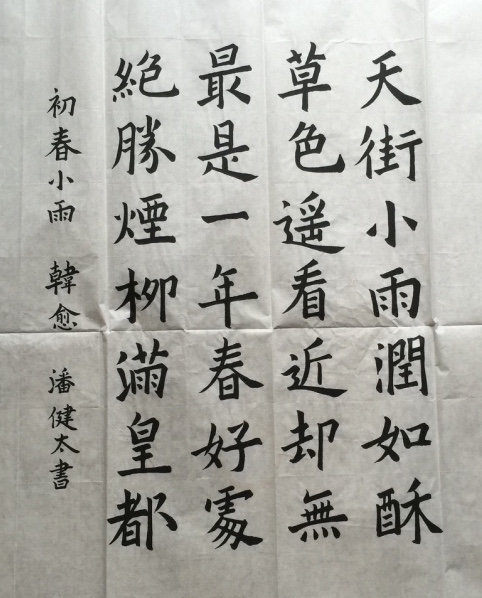 天街小雨潤如酥
草色遥看近却無
最是一年春好處
絕勝煙柳滿皇都
初春小雨 韓愈 潘健太書